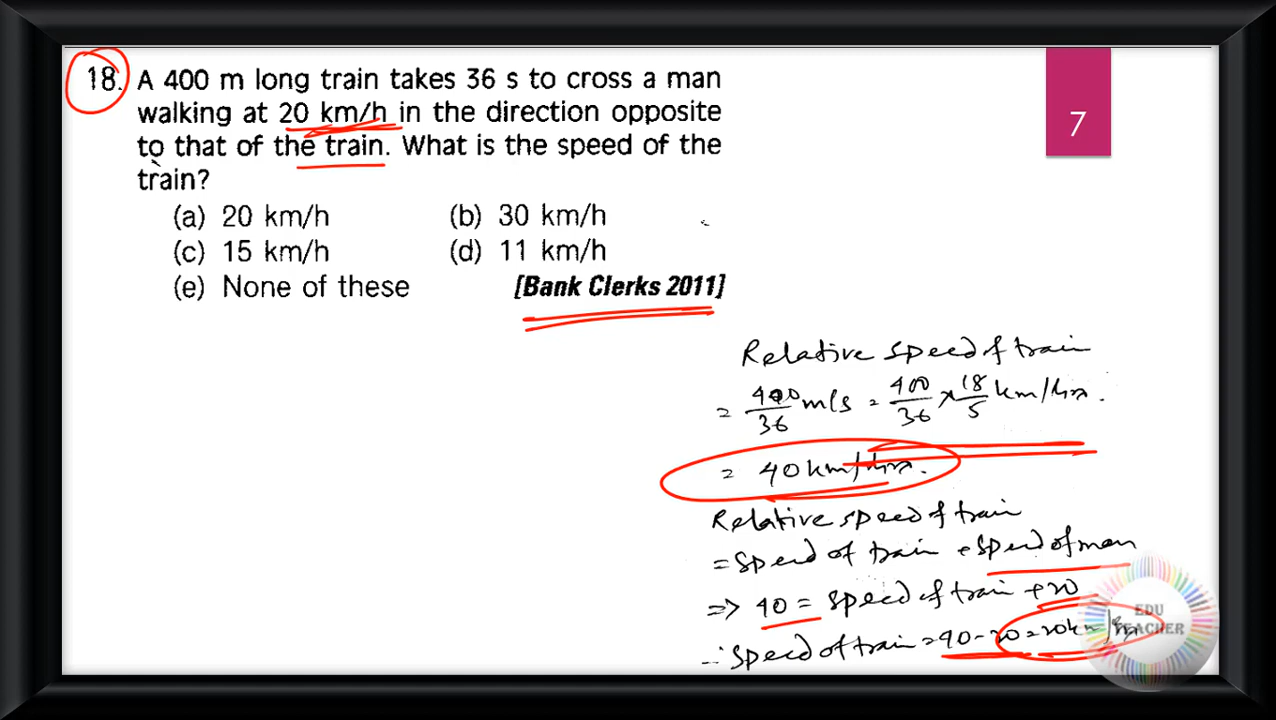 18. A 400 m long train takes 36 s to cross a man
walking at 20 km/h in the direction opposite
to that of the train. What is the speed of the
train?
(a) 20 km/h (b) 30 km/h
(c) 15 km/h (d) 11 km/h
(e) None of these [Bank Clerks 2011]
7
Relative speed of train
= 400/36 m/s = 400/36 × 18/5 km/hr.
= 40 km/hr.
Relative speed of train
= Speed of train + Speed of man
=> 40 = Speed of train + 20
∴ Speed of train = 40 - 20 = 20 km/hr
EDU
TEACHER